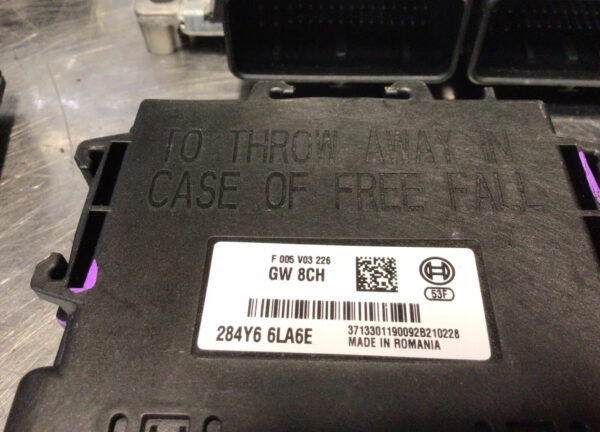 TO THROW AWAY IN
CASE OF FREE FALL
F 005 V03 226
GW 8CH
53F
284Y6 6LA6E
3713301190092B210228
MADE IN ROMANIA